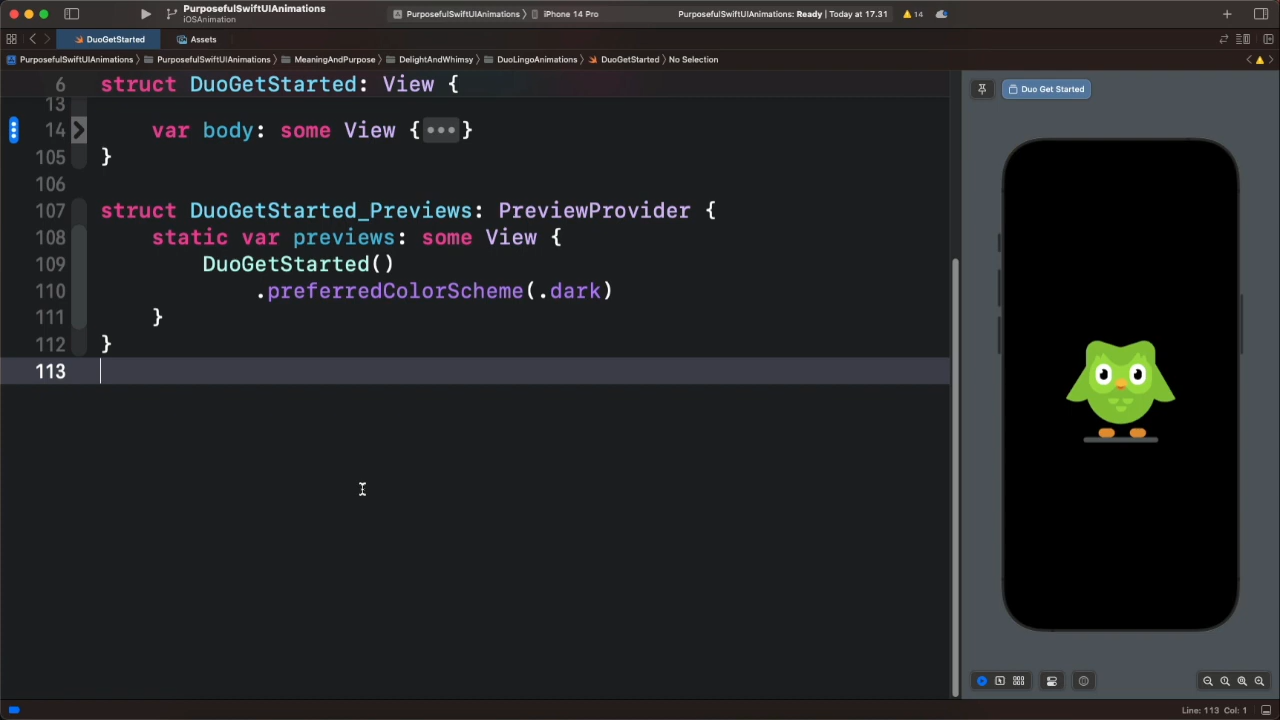 PurposefulSwiftUIAnimations
iOSAnimation
PurposefulSwiftUIAnimations 〉 iPhone 14 Pro
PurposefulSwiftUIAnimations: Ready | Today at 17.31
14
DuoGetStarted
Assets
PurposefulSwiftUIAnimations 〉 PurposefulSwiftUIAnimations 〉 MeaningAndPurpose 〉 DelightAndWhimsy 〉 DuoLingoAnimations 〉 DuoGetStarted 〉 No Selection
6 struct DuoGetStarted: View {
13
14 var body: some View {•••}
105 }
106
107 struct DuoGetStarted_Previews: PreviewProvider {
108 static var previews: some View {
109 DuoGetStarted()
110 .preferredColorScheme(.dark)
111 }
112 }
113
Duo Get Started
Line: 113 Col: 1